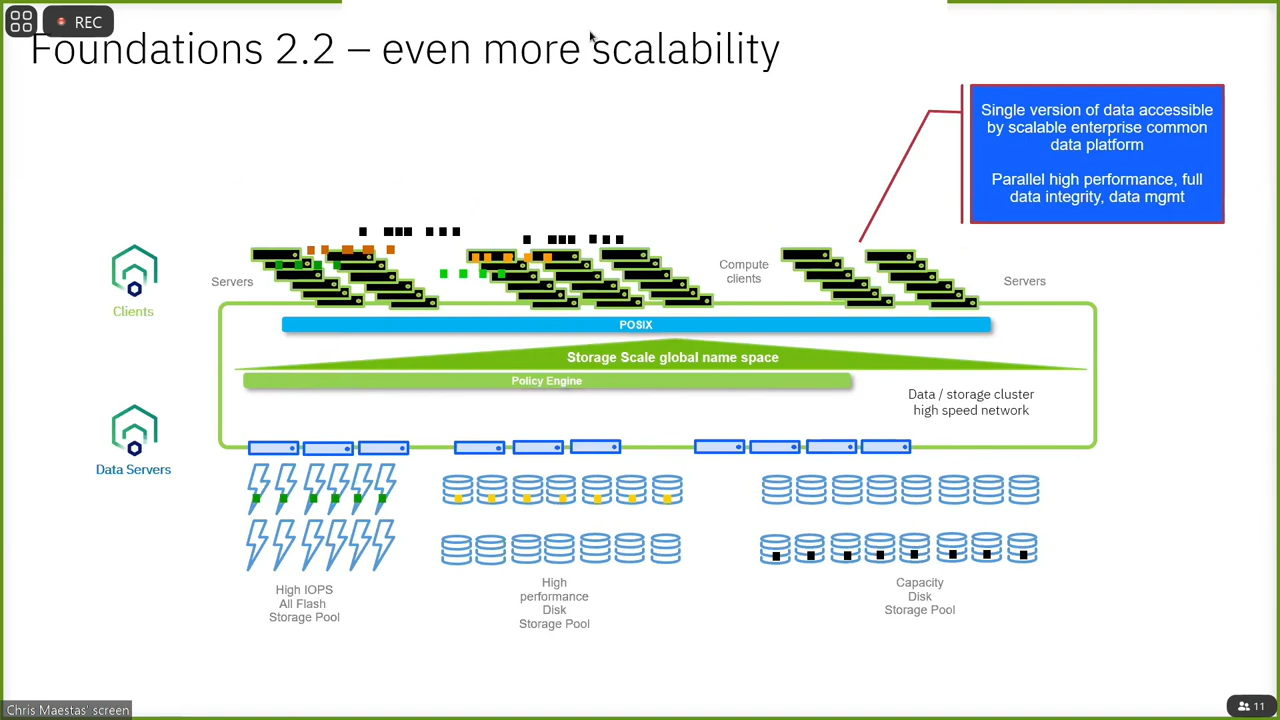 REC
Foundations 2.2 – even more scalability
Single version of data accessible
by scalable enterprise common
data platform
Parallel high performance, full
data integrity, data mgmt
Servers
Compute
clients
Servers
Clients
POSIX
Storage Scale global name space
Policy Engine
Data / storage cluster
high speed network
Data Servers
High IOPS
All Flash
Storage Pool
High
performance
Disk
Storage Pool
Capacity
Disk
Storage Pool
Chris Maestas' screen
11